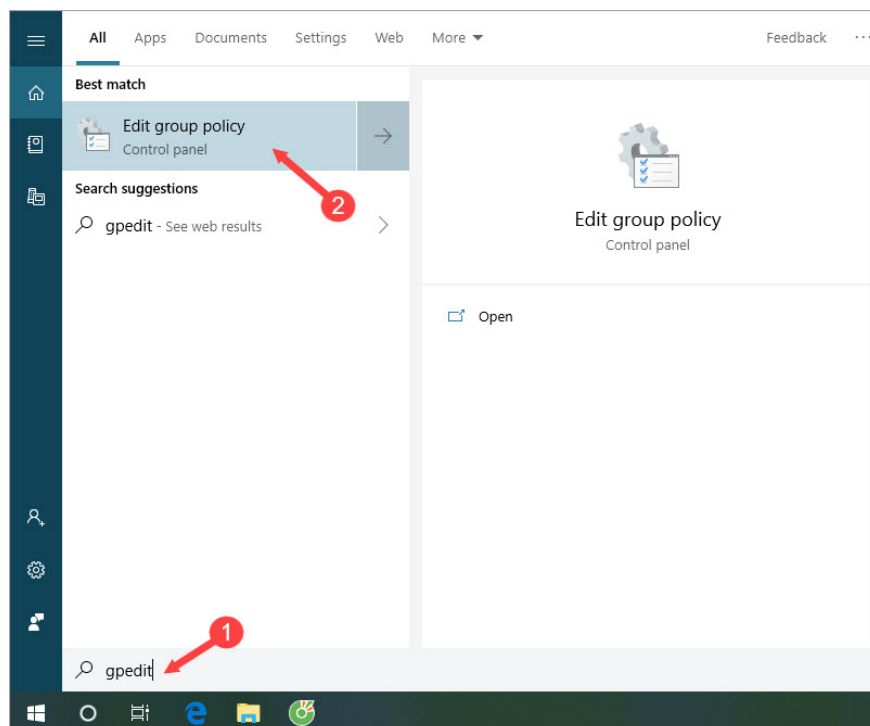 All Apps Documents Settings Web More Feedback ...
Best match
Edit group policy
Control panel
2
Search suggestions
gpedit - See web results
Edit group policy
Control panel
Open
1
gpedit